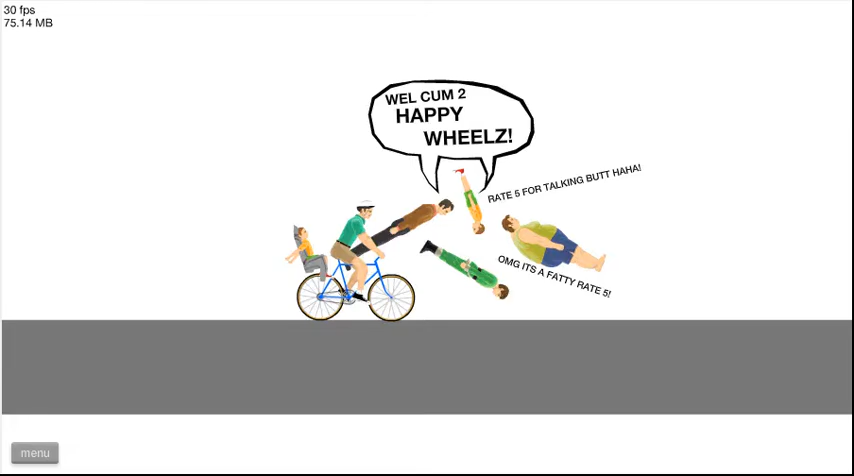 30 fps
75.14 MB
WEL CUM 2
HAPPY
WHEELZ!
RATE 5 FOR TALKING BUTT HAHA!
OMG ITS A FATTY RATE 5!
menu